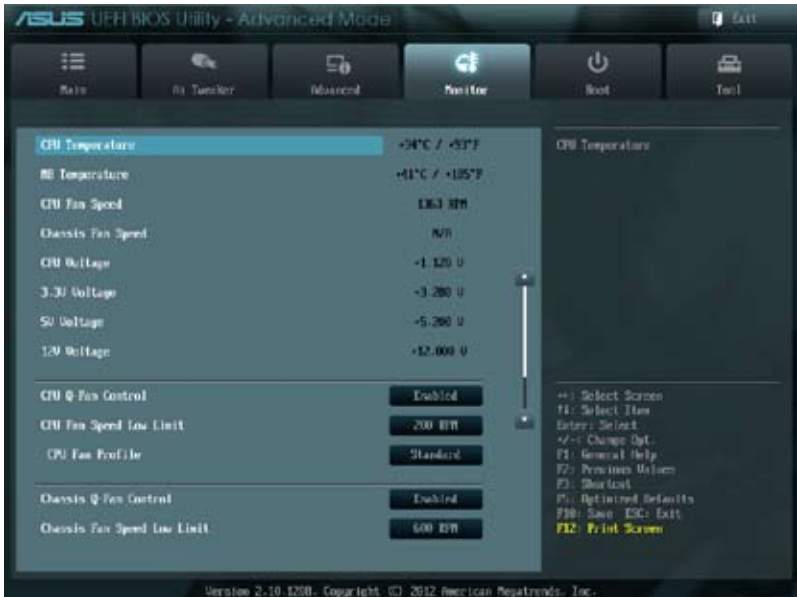 ASUS UEFI BIOS Utility - Advanced Mode
Exit
Main
Ai Tweaker
Advanced
Monitor
Boot
Tool
CPU Temperature +34°C / +93°F
MB Temperature +41°C / +105°F
CPU Fan Speed 1363 RPM
Chassis Fan Speed N/A
CPU Voltage +1.120 V
3.3V Voltage +3.280 V
5V Voltage +5.200 V
12V Voltage +12.000 V
CPU Q-Fan Control Enabled
CPU Fan Speed Low Limit 200 RPM
CPU Fan Profile Standard
Chassis Q-Fan Control Enabled
Chassis Fan Speed Low Limit 600 RPM
CPU Temperature
→←: Select Screen
↑↓: Select Item
Enter: Select
+/-: Change Opt.
F1: General Help
F2: Previous Values
F3: Shortcut
F5: Optimized Defaults
F10: Save ESC: Exit
F12: Print Screen
Version 2.10.1208. Copyright (C) 2012 American Megatrends, Inc.